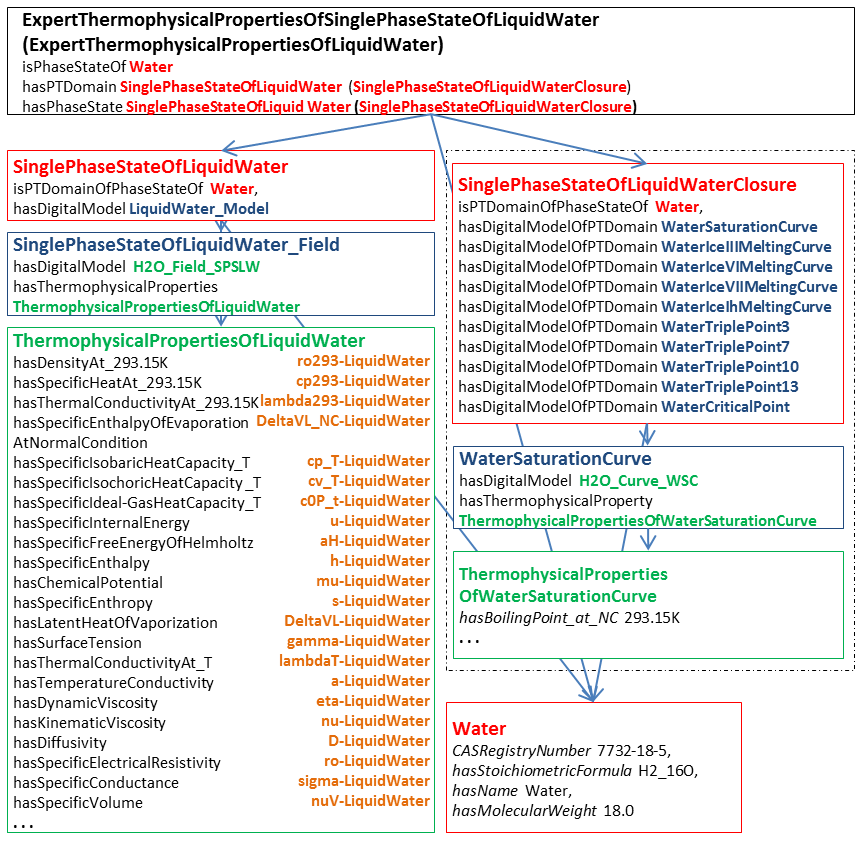 ExpertThermophysicalPropertiesOfSinglePhaseStateOfLiquidWater
(ExpertThermophysicalPropertiesOfLiquidWater)
isPhaseStateOf Water
hasPTDomain SinglePhaseStateOfLiquidWater (SinglePhaseStateOfLiquidWaterClosure)
hasPhaseState SinglePhaseStateOfLiquid Water (SinglePhaseStateOfLiquidWaterClosure)
SinglePhaseStateOfLiquidWater
isPTDomainOfPhaseStateOf Water,
hasDigitalModel LiquidWater_Model
SinglePhaseStateOfLiquidWater_Field
hasDigitalModel H2O_Field_SPSLW
hasThermophysicalProperties
ThermophysicalPropertiesOfLiquidWater
ThermophysicalPropertiesOfLiquidWater
hasDensityAt_293.15K ro293-LiquidWater
hasSpecificHeatAt_293.15K cp293-LiquidWater
hasThermalConductivityAt_293.15K lambda293-LiquidWater
hasSpecificEnthalpyOfEvaporation DeltaVL_NC-LiquidWater
AtNormalCondition
hasSpecificIsobaricHeatCapacity_T cp_T-LiquidWater
hasSpecificIsochoricHeatCapacity_T cv_T-LiquidWater
hasSpecificIdeal-GasHeatCapacity_T c0P_t-LiquidWater
hasSpecificInternalEnergy u-LiquidWater
hasSpecificFreeEnergyOfHelmholtz aH-LiquidWater
hasSpecificEnthalpy h-LiquidWater
hasChemicalPotential mu-LiquidWater
hasSpecificEnthropy s-LiquidWater
hasLatentHeatOfVaporization DeltaVL-LiquidWater
hasSurfaceTension gamma-LiquidWater
hasThermalConductivityAt_T lambdaT-LiquidWater
hasTemperatureConductivity a-LiquidWater
hasDynamicViscosity eta-LiquidWater
hasKinematicViscosity nu-LiquidWater
hasDiffusivity D-LiquidWater
hasSpecificElectricalResistivity ro-LiquidWater
hasSpecificConductance sigma-LiquidWater
hasSpecificVolume nuV-LiquidWater
. . .
SinglePhaseStateOfLiquidWaterClosure
isPTDomainOfPhaseStateOf Water,
hasDigitalModelOfPTDomain WaterSaturationCurve
hasDigitalModelOfPTDomain WaterIceIIIMeltingCurve
hasDigitalModelOfPTDomain WaterIceVIMeltingCurve
hasDigitalModelOfPTDomain WaterIceVIIMeltingCurve
hasDigitalModelOfPTDomain WaterIceIhMeltingCurve
hasDigitalModelOfPTDomain WaterTriplePoint3
hasDigitalModelOfPTDomain WaterTriplePoint7
hasDigitalModelOfPTDomain WaterTriplePoint10
hasDigitalModelOfPTDomain WaterTriplePoint13
hasDigitalModelOfPTDomain WaterCriticalPoint
WaterSaturationCurve
hasDigitalModel H2O_Curve_WSC
hasThermophysicalProperty
ThermophysicalPropertiesOfWaterSaturationCurve
ThermophysicalProperties
OfWaterSaturationCurve
hasBoilingPoint_at_NC 293.15K
. . .
Water
CASRegistryNumber 7732-18-5,
hasStoichiometricFormula H2_16O,
hasName Water,
hasMolecularWeight 18.0